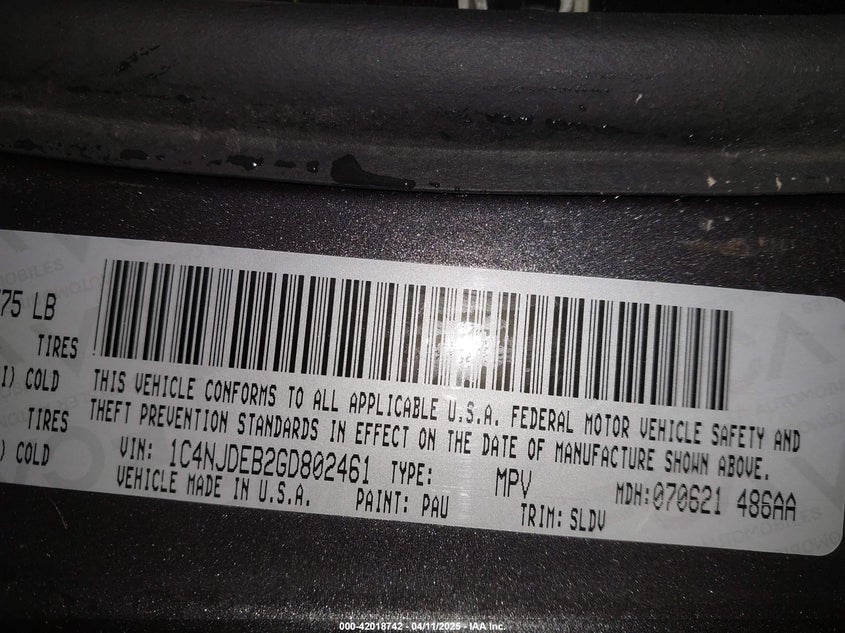 775 LB
TIRES
I) COLD
TIRES
) COLD
THIS VEHICLE CONFORMS TO ALL APPLICABLE U.S.A. FEDERAL MOTOR VEHICLE SAFETY AND
THEFT PREVENTION STANDARDS IN EFFECT ON THE DATE OF MANUFACTURE SHOWN ABOVE.
VIN: 1C4NJDEB2GD802461 TYPE: MPV MDH:070621 486AA
VEHICLE MADE IN U.S.A. PAINT: PAU TRIM: SLDV
000-42018742 - 04/11/2025 - IAA Inc.